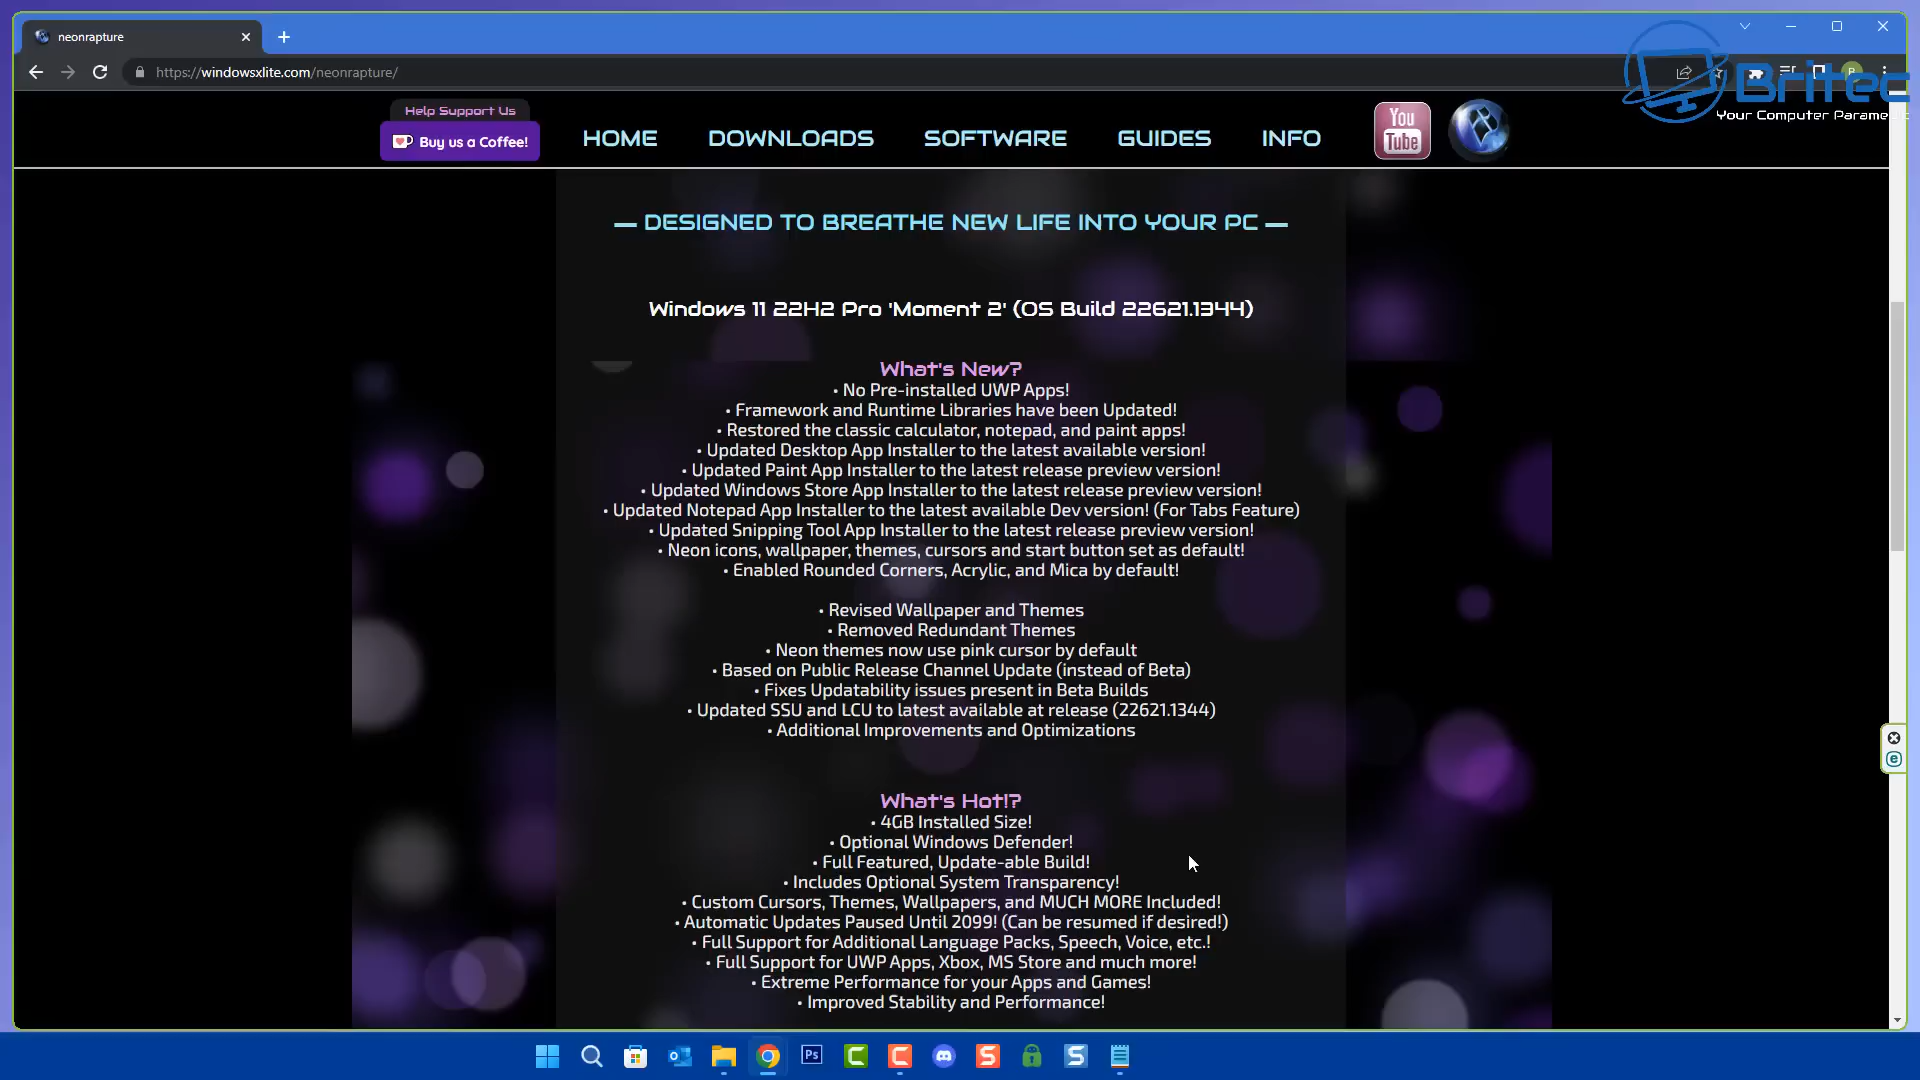 neonrapture
https://windowsxlite.com/neonrapture/
Britec
Your Computer Parame
Help Support Us
Buy us a Coffee!
HOME
DOWNLOADS
SOFTWARE
GUIDES
INFO
You
Tube
— DESIGNED TO BREATHE NEW LIFE INTO YOUR PC —
Windows 11 22H2 Pro 'Moment 2' (OS Build 22621.1344)
What's New?
• No Pre-installed UWP Apps!
• Framework and Runtime Libraries have been Updated!
• Restored the classic calculator, notepad, and paint apps!
• Updated Desktop App Installer to the latest available version!
• Updated Paint App Installer to the latest release preview version!
• Updated Windows Store App Installer to the latest release preview version!
• Updated Notepad App Installer to the latest available Dev version! (For Tabs Feature)
• Updated Snipping Tool App Installer to the latest release preview version!
• Neon icons, wallpaper, themes, cursors and start button set as default!
• Enabled Rounded Corners, Acrylic, and Mica by default!
• Revised Wallpaper and Themes
• Removed Redundant Themes
• Neon themes now use pink cursor by default
• Based on Public Release Channel Update (instead of Beta)
• Fixes Updatability issues present in Beta Builds
• Updated SSU and LCU to latest available at release (22621.1344)
• Additional Improvements and Optimizations
What's Hot!?
• 4GB Installed Size!
• Optional Windows Defender!
• Full Featured, Update-able Build!
• Includes Optional System Transparency!
• Custom Cursors, Themes, Wallpapers, and MUCH MORE Included!
• Automatic Updates Paused Until 2099! (Can be resumed if desired!)
• Full Support for Additional Language Packs, Speech, Voice, etc.!
• Full Support for UWP Apps, Xbox, MS Store and much more!
• Extreme Performance for your Apps and Games!
• Improved Stability and Performance!
Ps